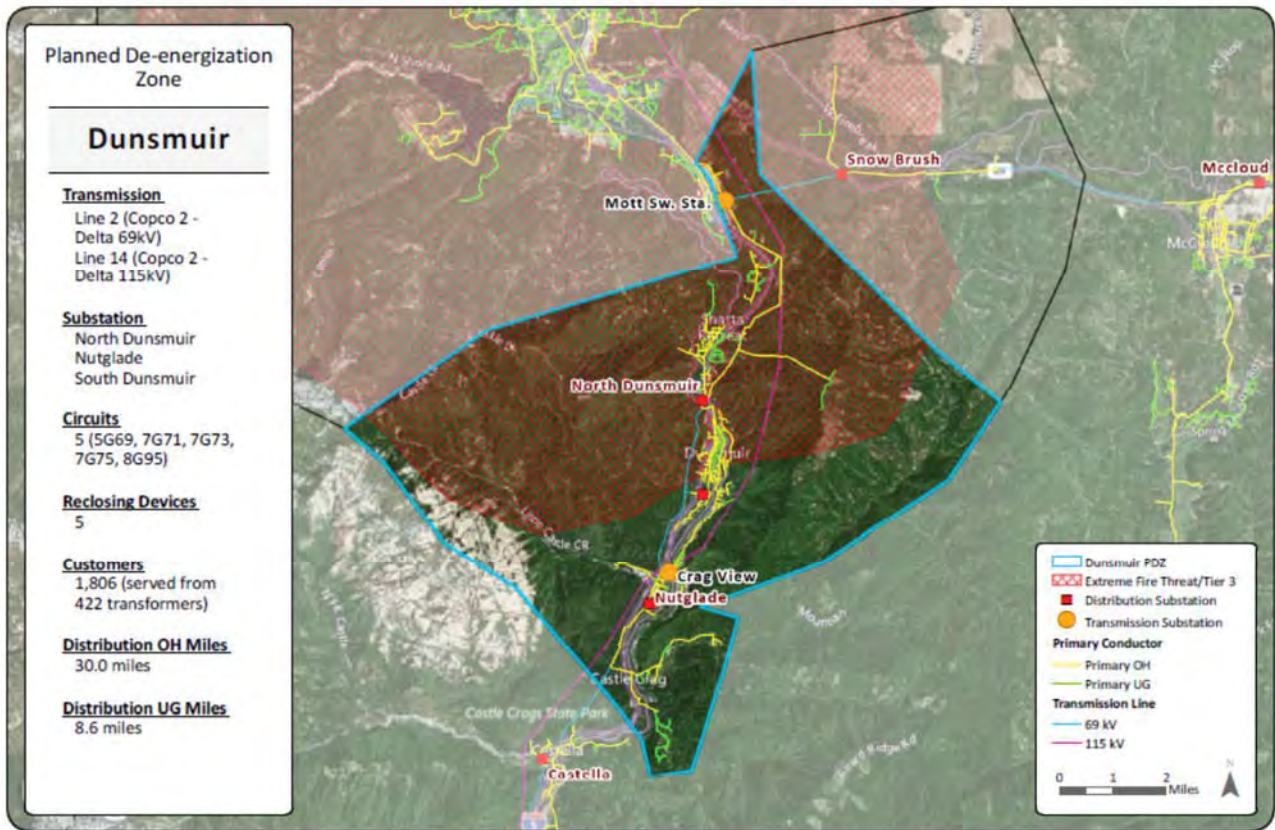 Planned De-energization
Zone
Dunsmuir
Transmission
Line 2 (Copco 2 -
Delta 69kV)
Line 14 (Copco 2 -
Delta 115kV)
Substation
North Dunsmuir
Nutglade
South Dunsmuir
Circuits
5 (5G69, 7G71, 7G73,
7G75, 8G95)
Reclosing Devices
5
Customers
1,806 (served from
422 transformers)
Distribution OH Miles
30.0 miles
Distribution UG Miles
8.6 miles
Snow Brush
Mccloud
Mott Sw. Sta.
North Dunsmuir
Crag View
Nutglade
Castle Crag
Castle Crags State Park
Castella
Mountain
Dunsmuir PDZ
Extreme Fire Threat/Tier 3
Distribution Substation
Transmission Substation
Primary Conductor
Primary OH
Primary UG
Transmission Line
69 kV
115 kV
0 1 2
Miles
N